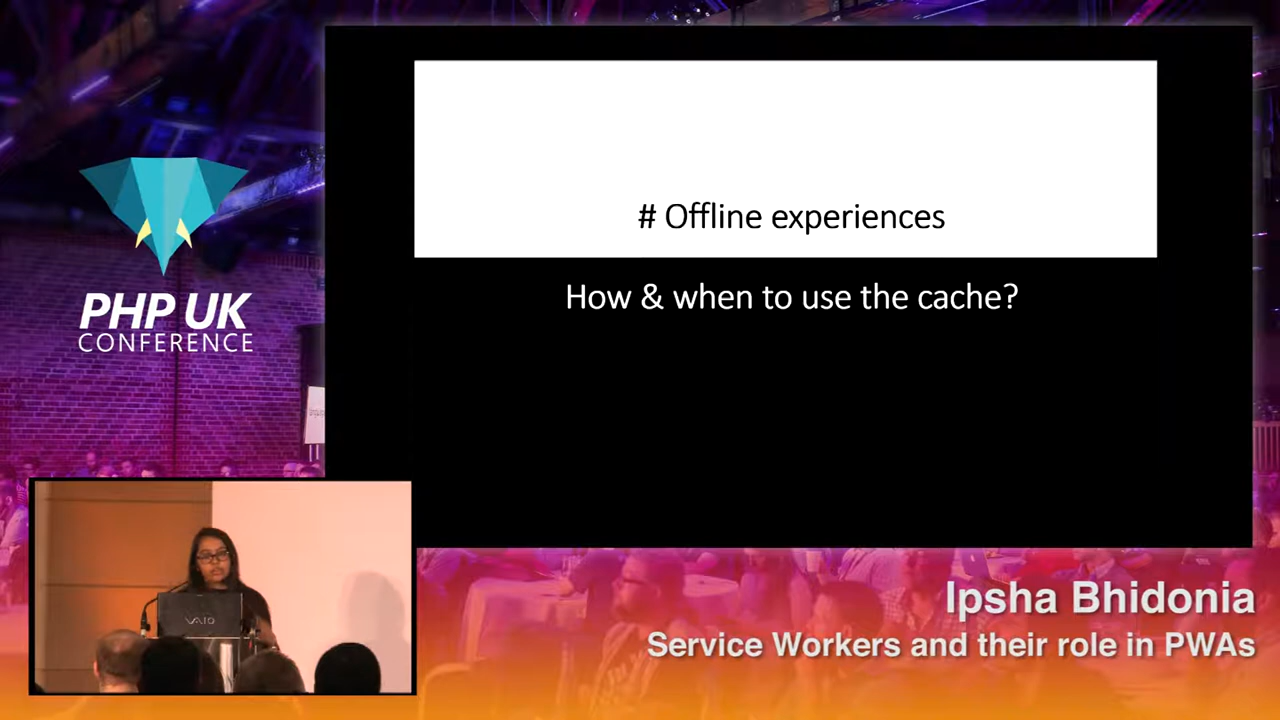 # Offline experiences
How & when to use the cache?
PHP UK
CONFERENCE
VAIO
Ipsha Bhidonia
Service Workers and their role in PWAs